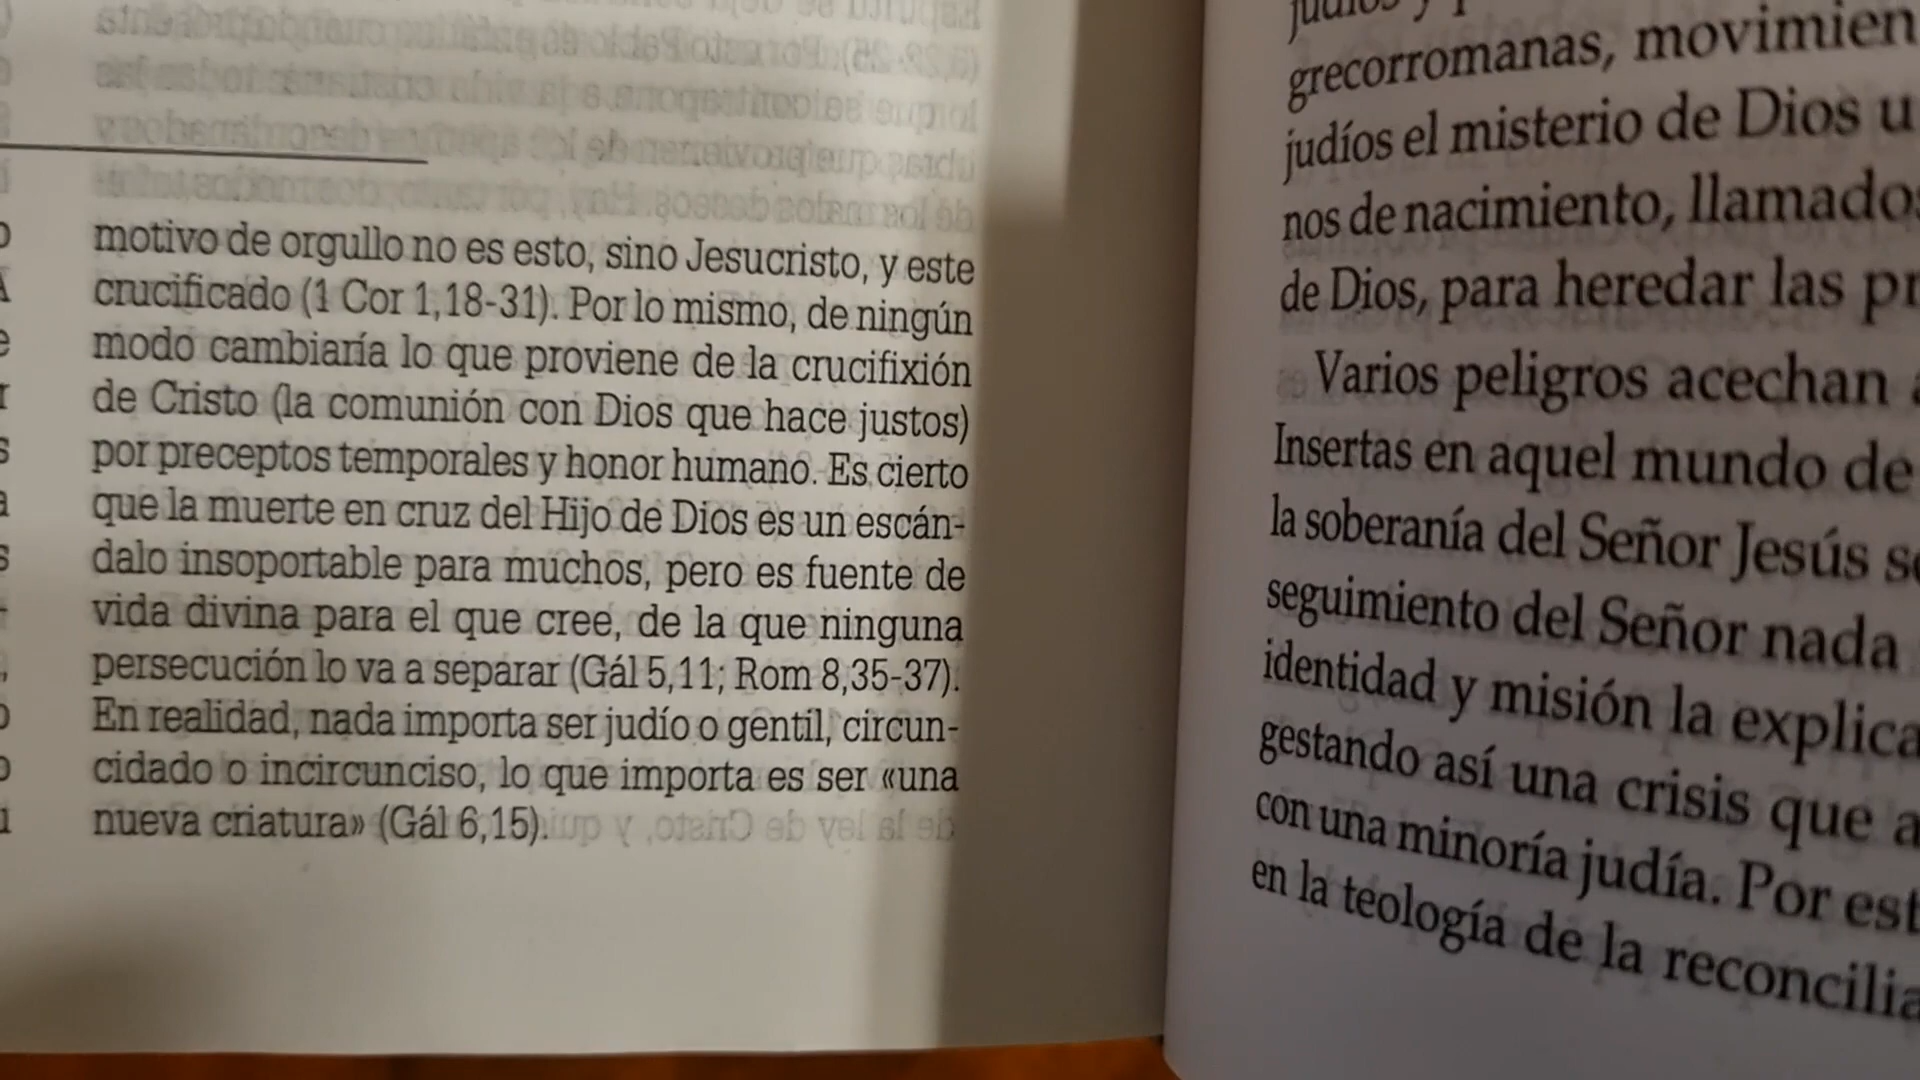 motivo de orgullo no es esto, sino Jesucristo, y este
crucificado (1 Cor 1,18-31). Por lo mismo, de ningún
modo cambiaría lo que proviene de la crucifixión
de Cristo (la comunión con Dios que hace justos)
por preceptos temporales y honor humano. Es cierto
que la muerte en cruz del Hijo de Dios es un escán-
dalo insoportable para muchos, pero es fuente de
vida divina para el que cree, de la que ninguna
persecución lo va a separar (Gál 5,11; Rom 8,35-37).
En realidad, nada importa ser judío o gentil, circun-
cidado o incircunciso, lo que importa es ser «una
nueva criatura» (Gál 6,15).
judíos y
grecorromanas, movimien
judíos el misterio de Dios u
nos de nacimiento, llamados
de Dios, para heredar las pr
Varios peligros acechan
Insertas en aquel mundo de
la soberanía del Señor Jesús
seguimiento del Señor nada
identidad y misión la explica
gestando así una crisis que a
con una minoría judía. Por est
en la teología de la reconcilia